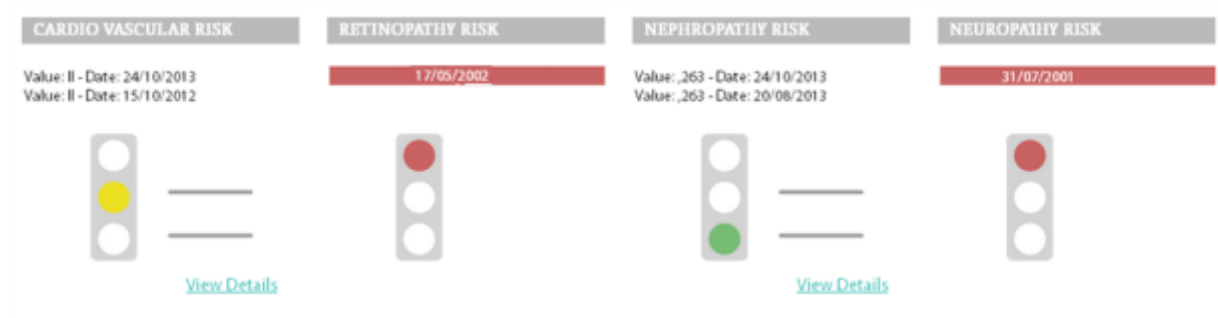 CARDIO VASCULAR RISK
Value: II - Date: 24/10/2013
Value: II - Date: 15/10/2012
View Details
RETINOPATHY RISK
17/05/2002
NEPHROPATHY RISK
Value: ,263 - Date: 24/10/2013
Value: ,263 - Date: 20/08/2013
View Details
NEUROPATHY RISK
31/07/2001